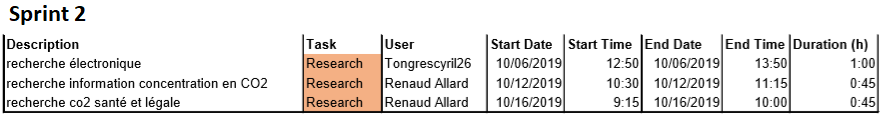 Sprint 2
Description Task User Start Date Start Time End Date End Time Duration (h)
recherche électronique Research Tongrescyril26 10/06/2019 12:50 10/06/2019 13:50 1:00
recherche information concentration en CO2 Research Renaud Allard 10/12/2019 10:30 10/12/2019 11:15 0:45
recherche co2 santé et légale Research Renaud Allard 10/16/2019 9:15 10/16/2019 10:00 0:45